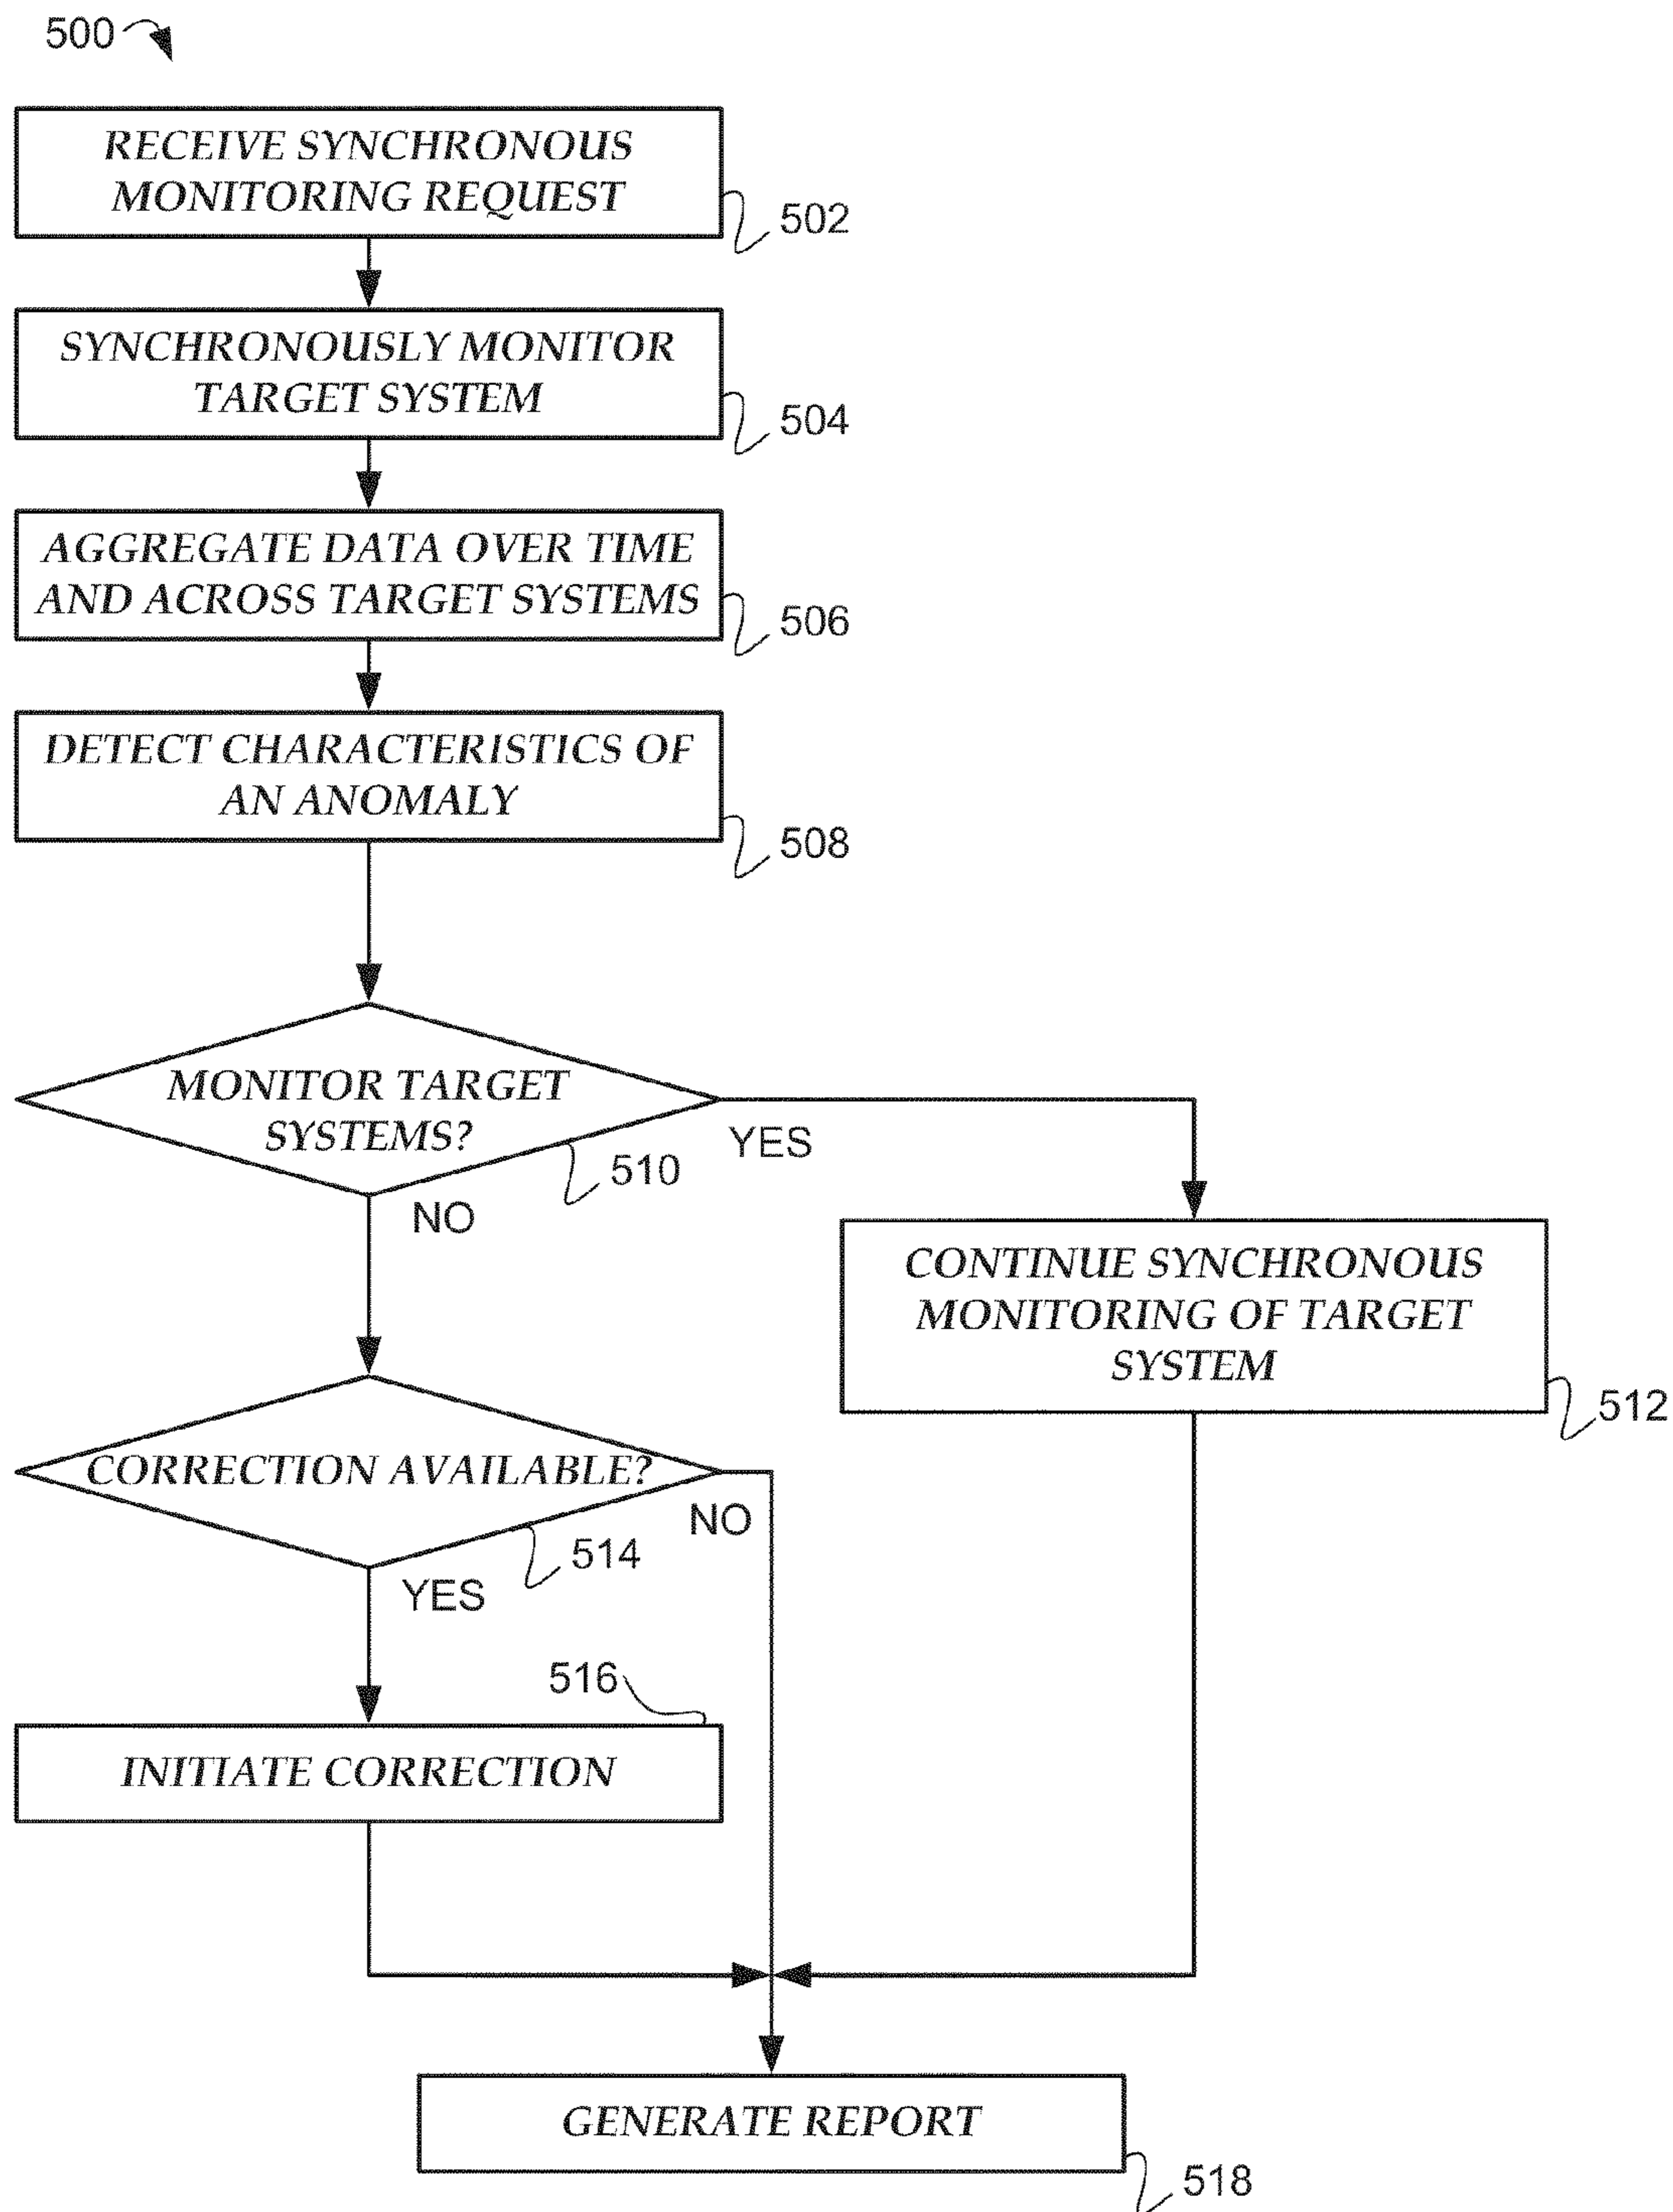 500
RECEIVE SYNCHRONOUS
MONITORING REQUEST
502
SYNCHRONOUSLY MONITOR
TARGET SYSTEM
504
AGGREGATE DATA OVER TIME
AND ACROSS TARGET SYSTEMS
506
DETECT CHARACTERISTICS OF
AN ANOMALY
508
MONITOR TARGET
SYSTEMS?
510
YES
NO
CONTINUE SYNCHRONOUS
MONITORING OF TARGET
SYSTEM
512
CORRECTION AVAILABLE?
514
NO
YES
516
INITIATE CORRECTION
GENERATE REPORT
518